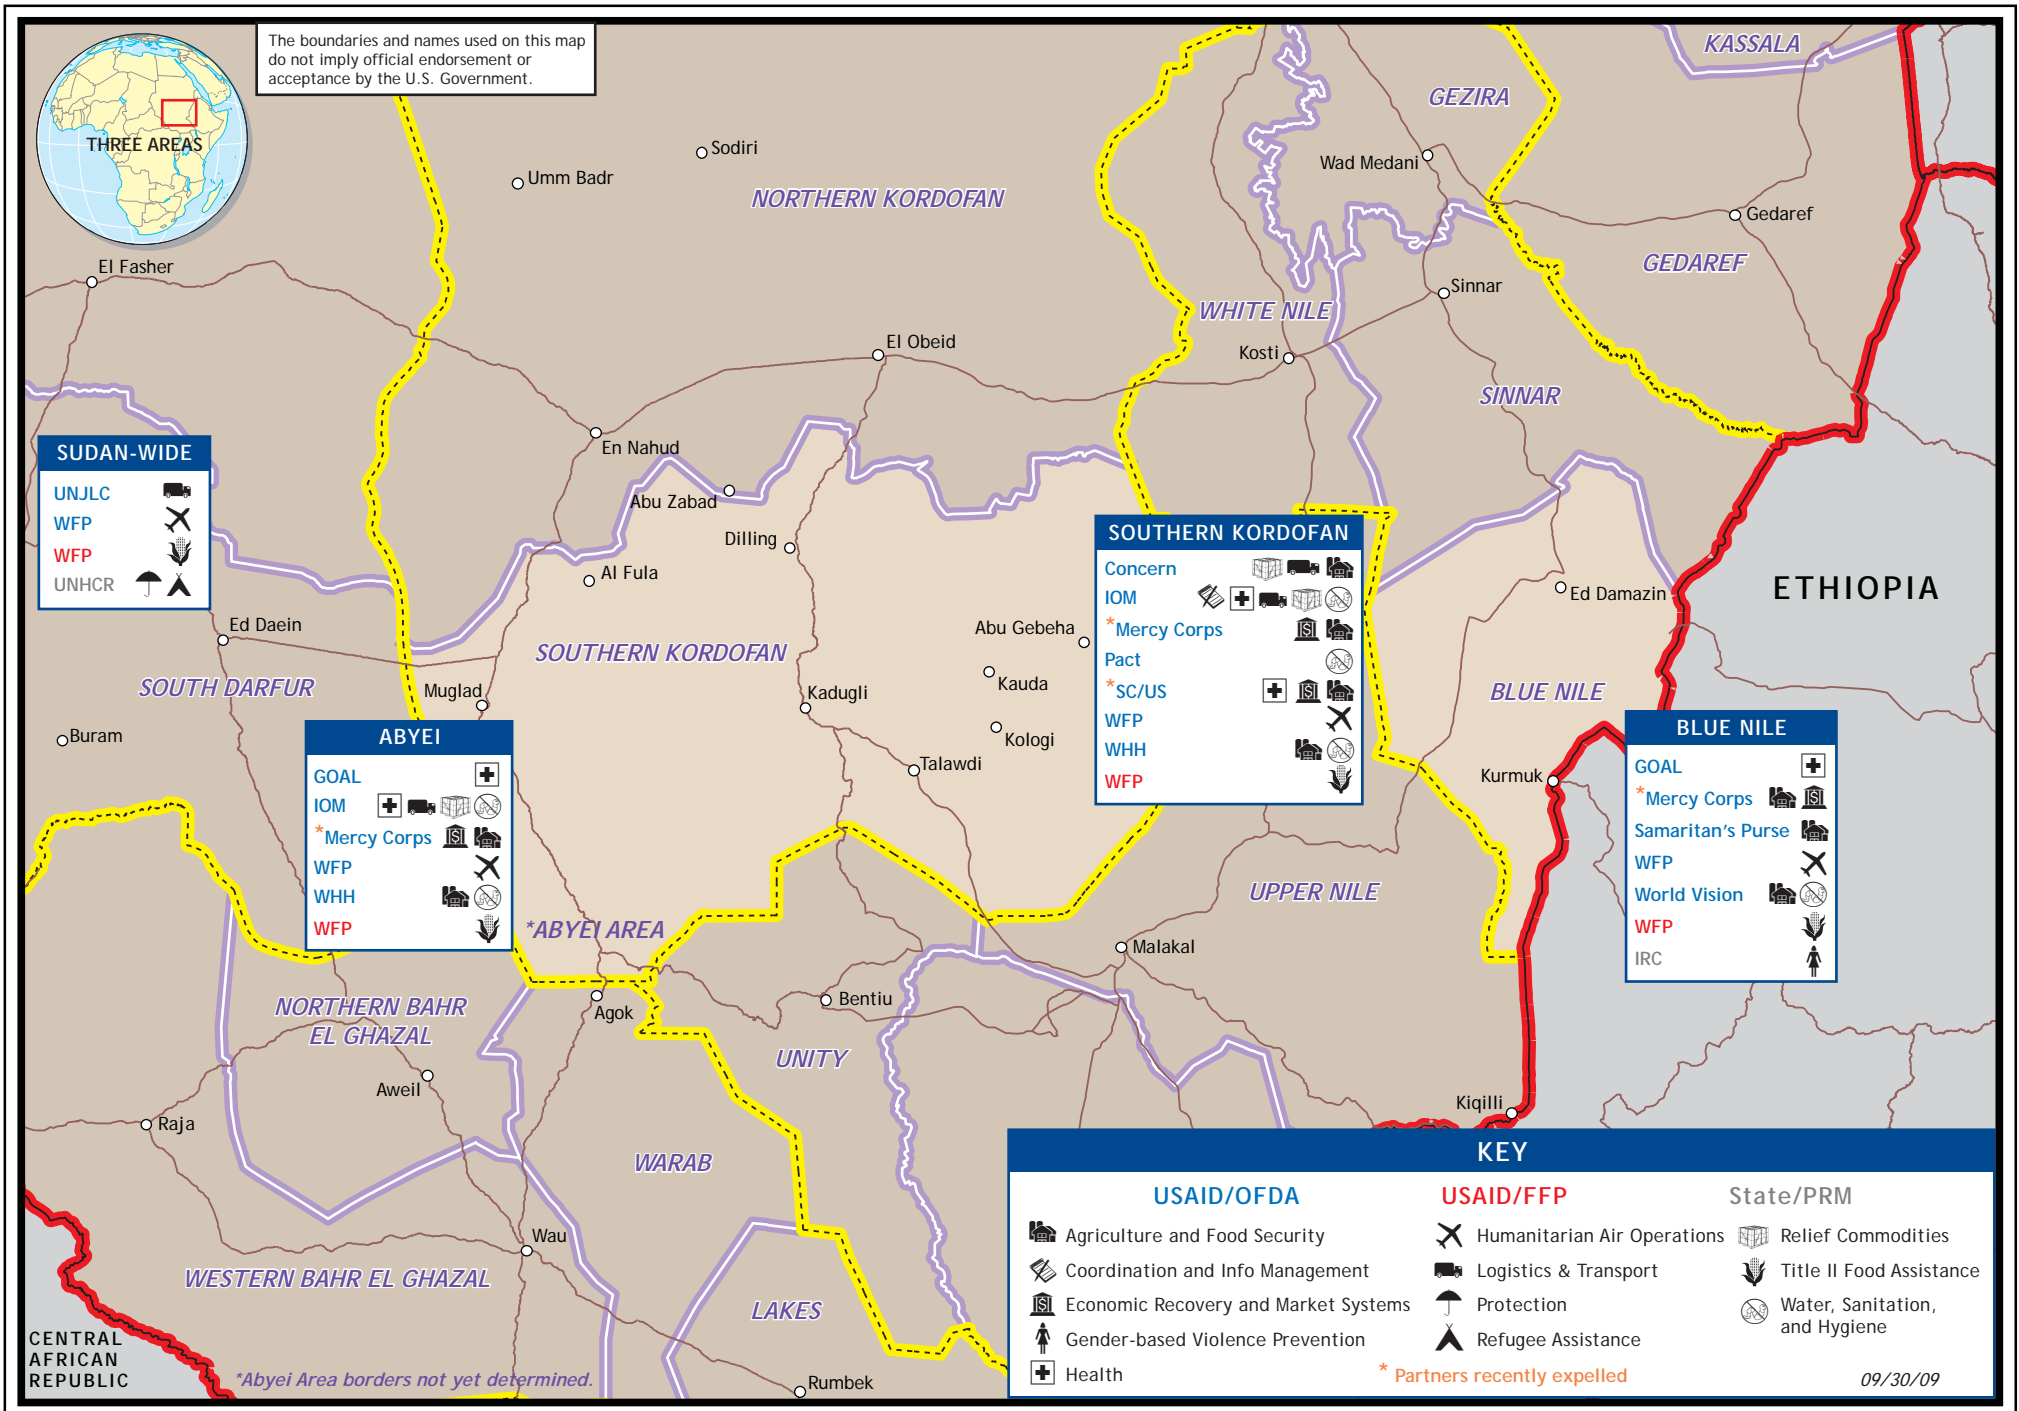 The boundaries and names used on this map
do not imply official endorsement or
acceptance by the U.S. Government.
THREE AREAS
KASSALA
GEZIRA
Wad Medani
Sodiri
Umm Badr
NORTHERN KORDOFAN
Gedaref
GEDAREF
El Fasher
Sinnar
WHITE NILE
El Obeid
Kosti
SINNAR
En Nahud
Abu Zabad
Dilling
Al Fula
SUDAN-WIDE
UNJLC
WFP
WFP
UNHCR
Ed Daein
SOUTH DARFUR
Buram
Muglad
SOUTHERN KORDOFAN
Kadugli
Abu Gebeha
Kauda
Kologi
Talawdi
SOUTHERN KORDOFAN
Concern
IOM
*Mercy Corps
Pact
*SC/US
WFP
WHH
WFP
Ed Damazin
ETHIOPIA
BLUE NILE
Kurmuk
ABYEI
GOAL
IOM
*Mercy Corps
WFP
WHH
WFP
BLUE NILE
GOAL
*Mercy Corps
Samaritan's Purse
WFP
World Vision
WFP
IRC
*ABYEI AREA
UPPER NILE
Malakal
Bentiu
Agok
NORTHERN BAHR
EL GHAZAL
UNITY
Aweil
Raja
Kigilli
WARAB
Wau
WESTERN BAHR EL GHAZAL
LAKES
CENTRAL
AFRICAN
REPUBLIC
*Abyei Area borders not yet determined.
Rumbek
KEY
USAID/OFDA
USAID/FFP
State/PRM
Agriculture and Food Security
Humanitarian Air Operations
Relief Commodities
Coordination and Info Management
Logistics & Transport
Title II Food Assistance
Economic Recovery and Market Systems
Protection
Water, Sanitation,
and Hygiene
Gender-based Violence Prevention
Refugee Assistance
Health
* Partners recently expelled
09/30/09